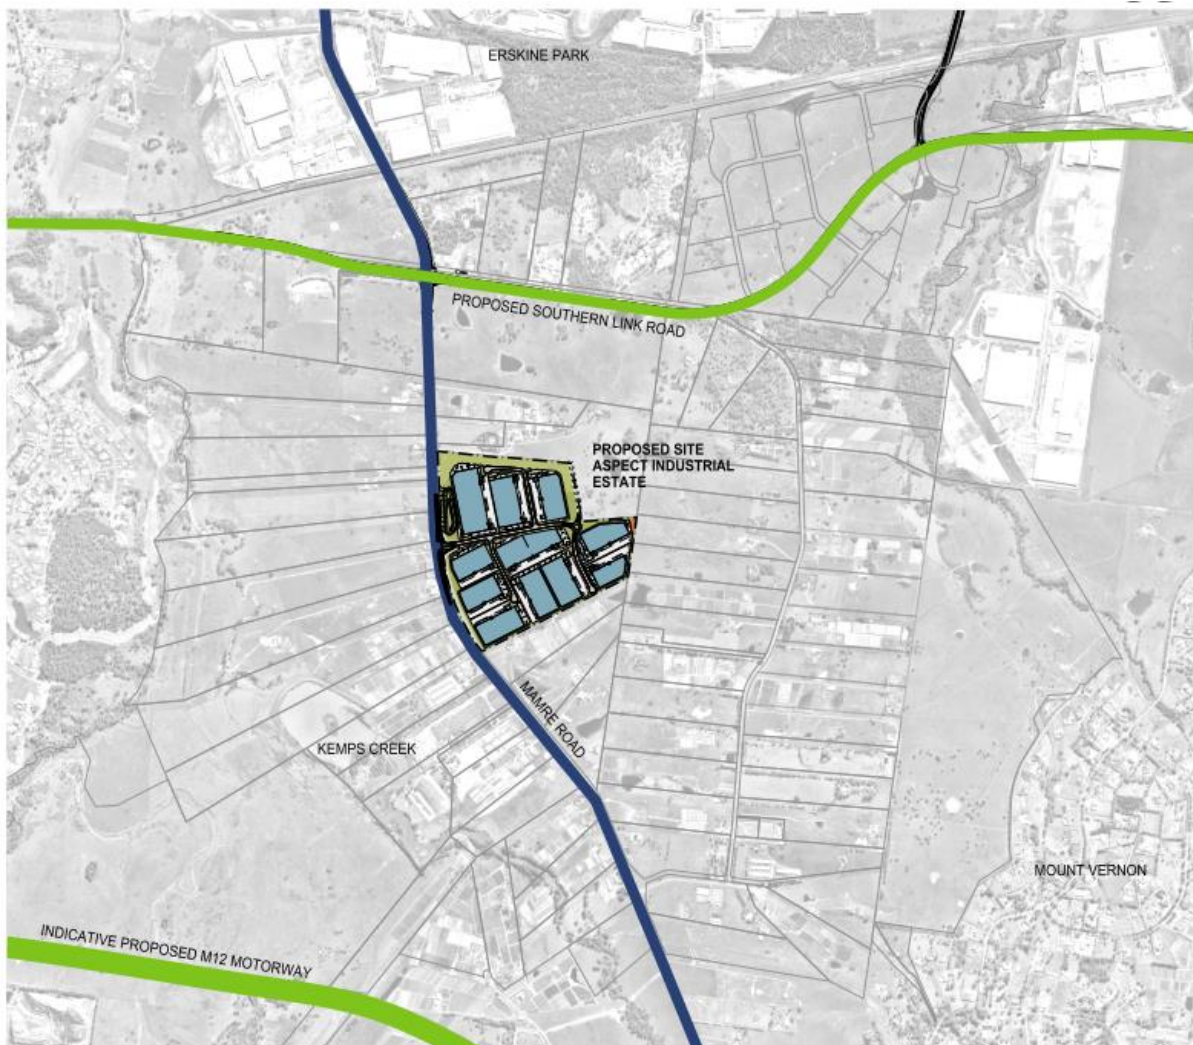 ERSKINE PARK
PROPOSED SOUTHERN LINK ROAD
PROPOSED SITE
ASPECT INDUSTRIAL
ESTATE
MAMRE ROAD
KEMPS CREEK
MOUNT VERNON
INDICATIVE PROPOSED M12 MOTORWAY